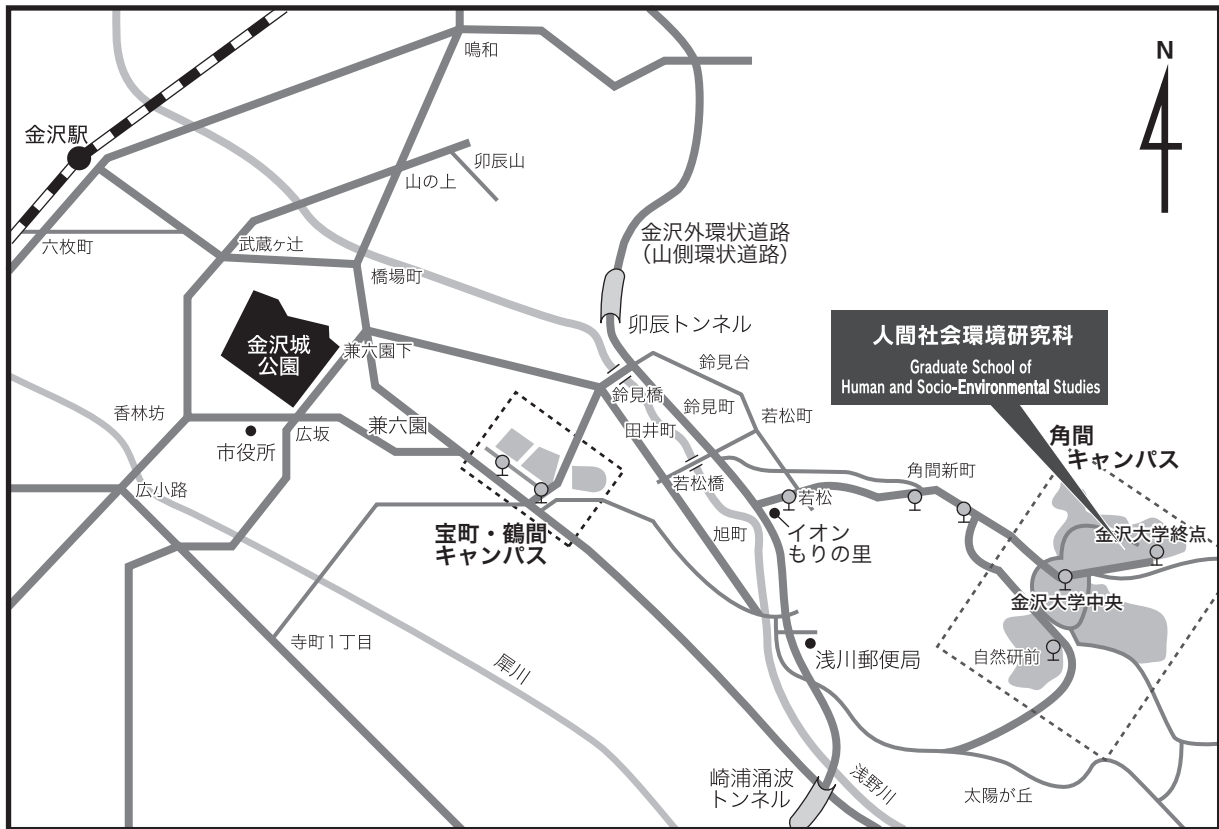 N
鳴和
金沢駅
卯辰山
山の上
金沢外環状道路
(山側環状道路)
六枚町
武蔵ヶ辻
橋場町
卯辰トンネル
人間社会環境研究科
Graduate School of
Human and Socio-Environmental Studies
金沢城
公園
兼六園下
鈴見台
鈴見橋
鈴見町
若松町
香林坊
兼六園
広坂
田井町
角間
キャンパス
市役所
角間新町
若松橋
広小路
若松
宝町・鶴間
キャンパス
旭町
イオン
もりの里
金沢大学終点
金沢大学中央
寺町1丁目
浅川郵便局
自然研前
犀川
崎浦涌波
トンネル
浅野川
太陽が丘